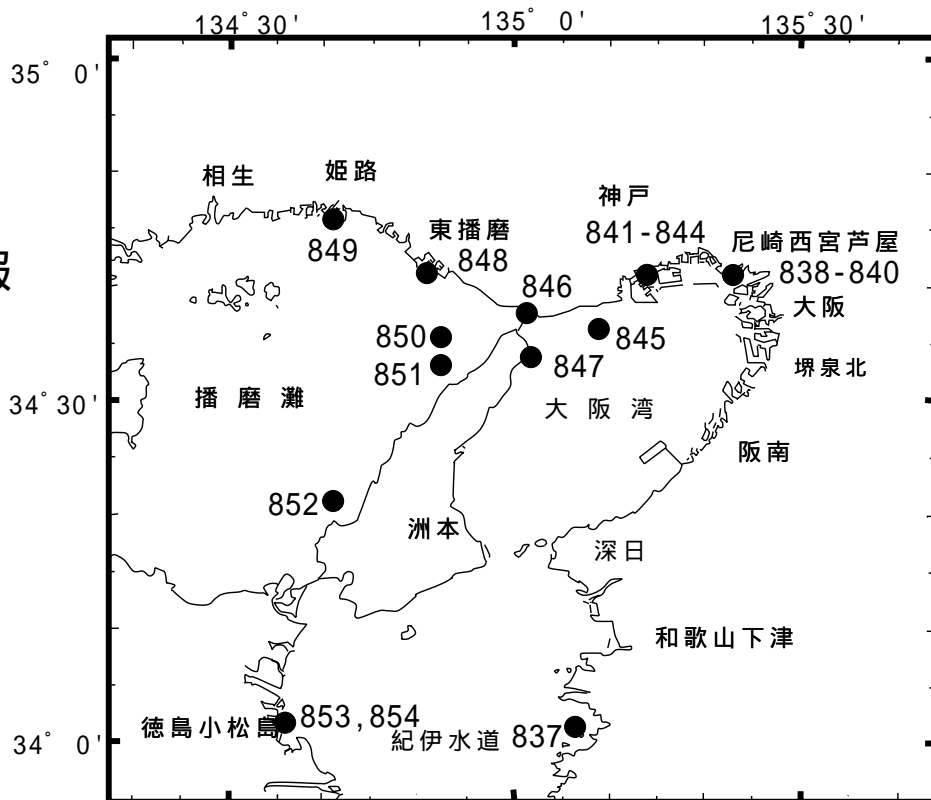 134° 30' 135° 0' 135° 30'
35° 0'
相生 姫路 神戸
東播磨 841-844 尼崎西宮芦屋
849 848 838-840
報
846 大阪
850 845
851 847 堺泉北
34° 30' 播磨灘 大阪湾
阪南
852 洲本
深日
和歌山下津
徳島小松島 853,854
34° 0' 紀伊水道 837